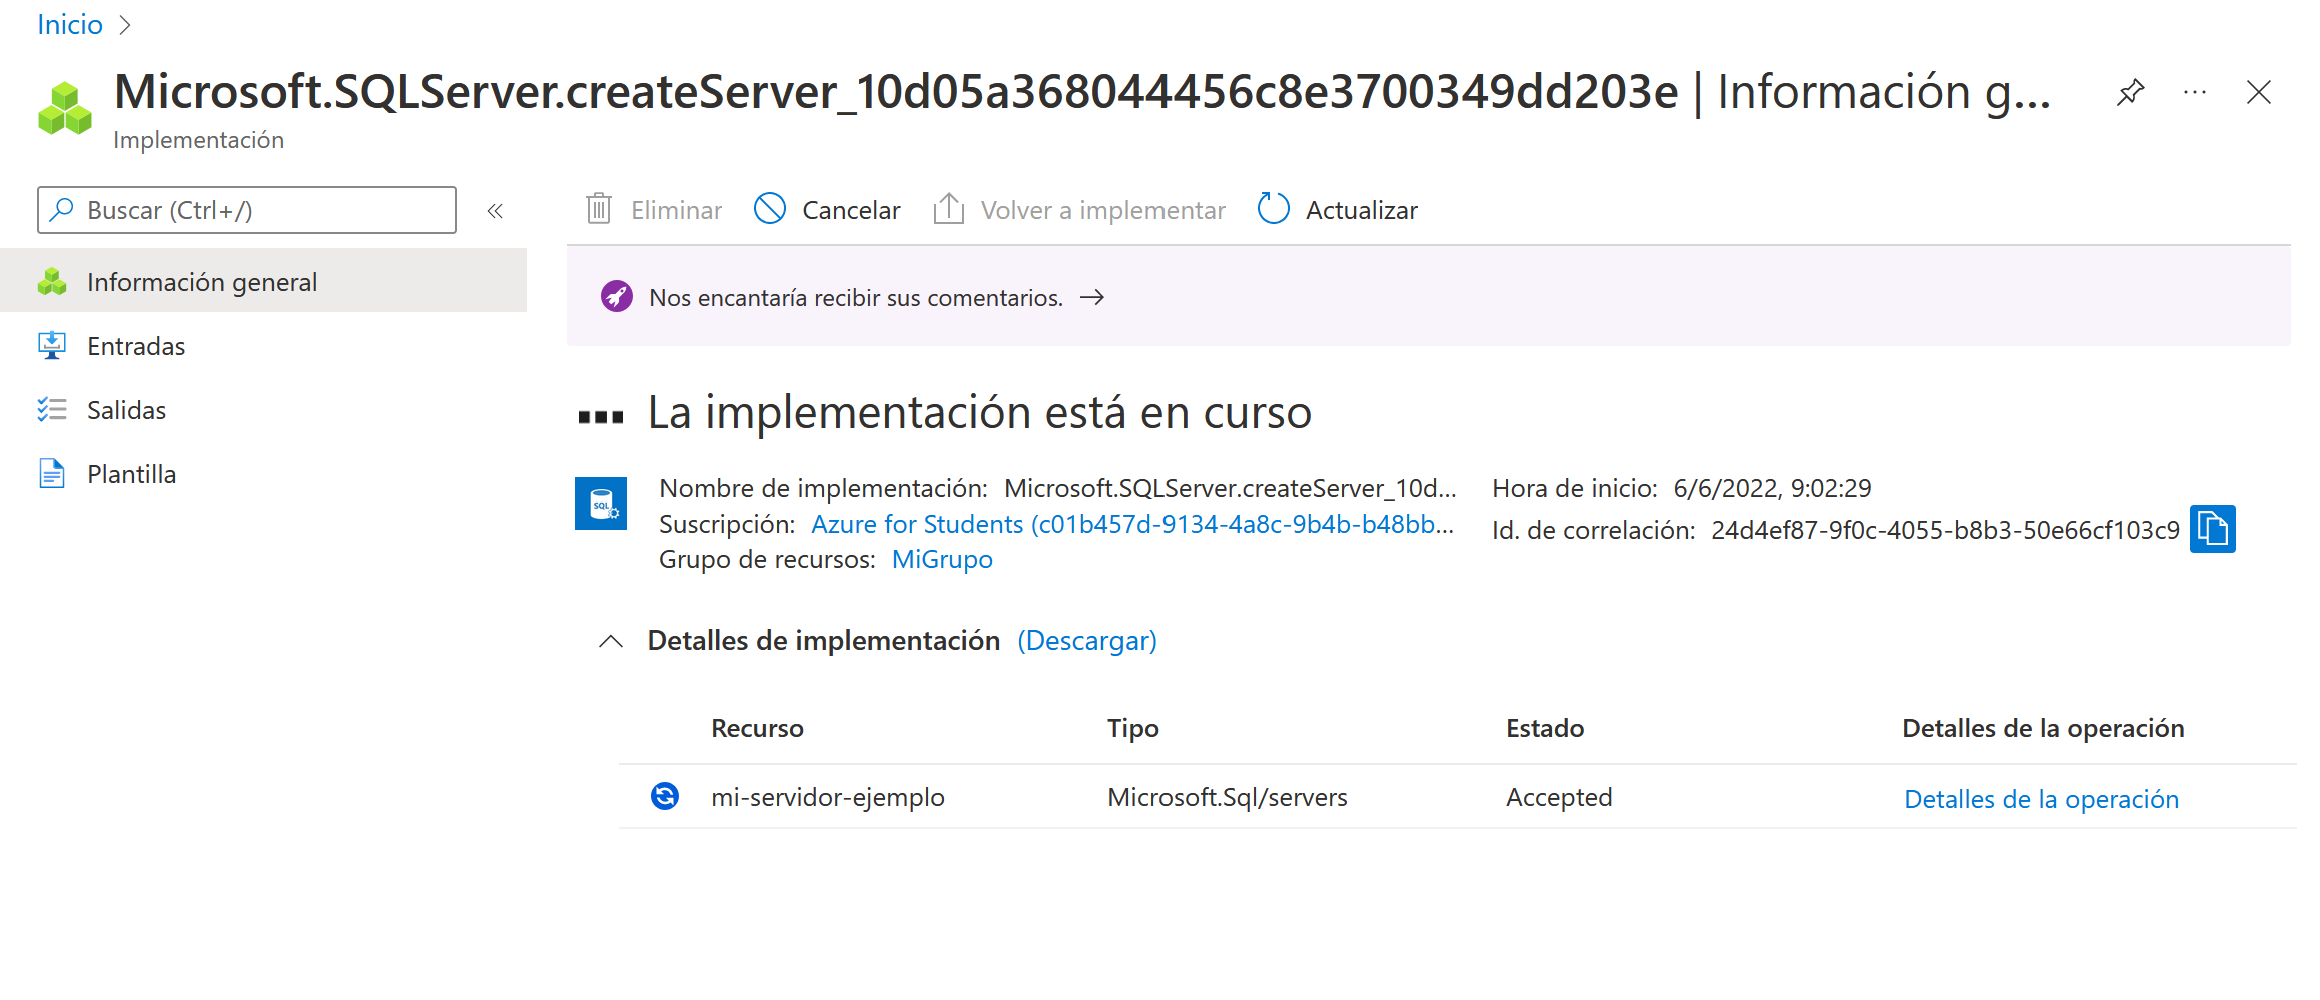 Inicio
Microsoft.SQLServer.createServer_10d05a368044456c8e3700349dd203e | Información g...
Implementación
Buscar (Ctrl+/)
Información general
Entradas
Salidas
Plantilla
Eliminar Cancelar Volver a implementar Actualizar
Nos encantaría recibir sus comentarios. →
La implementación está en curso
SQL
Nombre de implementación: Microsoft.SQLServer.createServer_10d... Hora de inicio: 6/6/2022, 9:02:29
Suscripción: Azure for Students (c01b457d-9134-4a8c-9b4b-b48bb... Id. de correlación: 24d4ef87-9f0c-4055-b8b3-50e66cf103c9
Grupo de recursos: MiGrupo
Detalles de implementación (Descargar)
Recurso Tipo Estado Detalles de la operación
mi-servidor-ejemplo Microsoft.Sql/servers Accepted Detalles de la operación